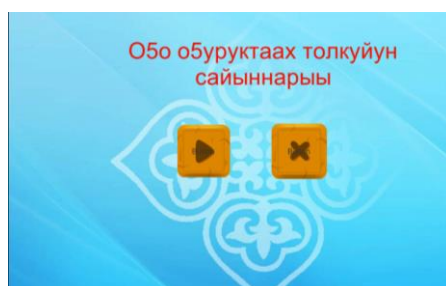 О5о о5уруктаах толкуйун
сайыннарыы